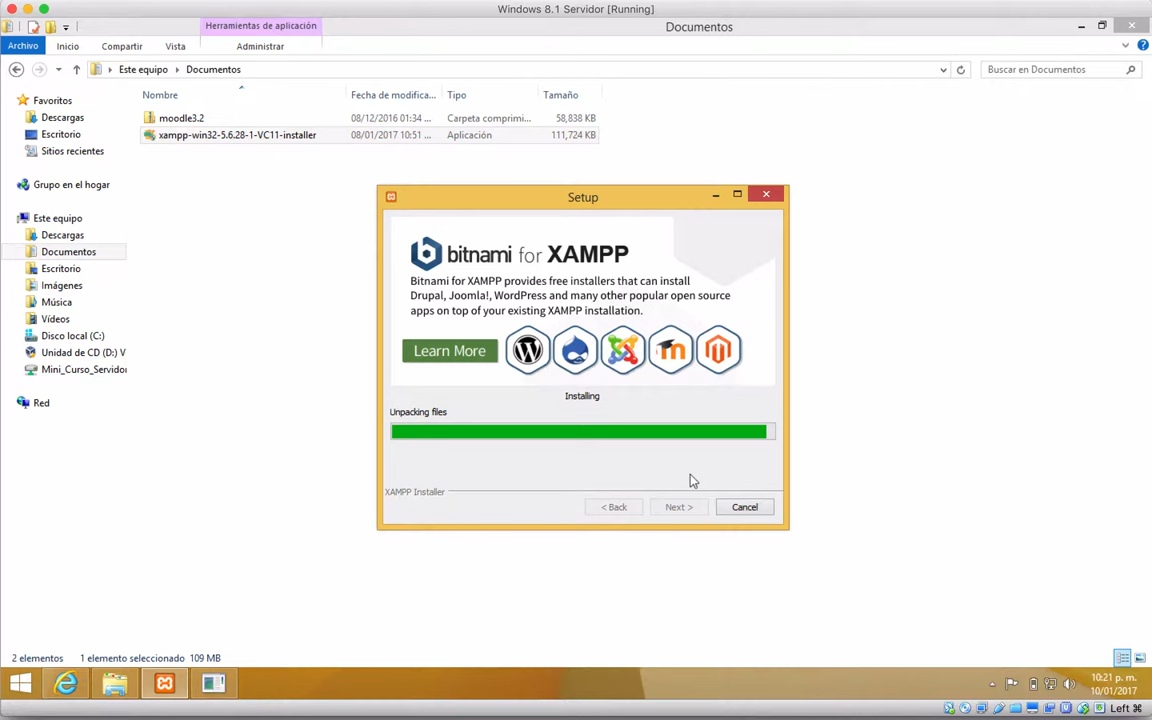 Windows 8.1 Servidor [Running]
Herramientas de aplicación
Documentos
Archivo
Inicio
Compartir
Vista
Administrar
Este equipo
Documentos
Buscar en Documentos
Nombre
Fecha de modifica...
Tipo
Tamaño
moodle3.2
08/12/2016 01:34 ...
Carpeta comprimi...
58,838 KB
xampp-win32-5.6.28-1-VC11-installer
08/01/2017 10:51 ...
Aplicación
111,724 KB
Favoritos
Descargas
Escritorio
Sitios recientes
Grupo en el hogar
Este equipo
Descargas
Documentos
Escritorio
Imágenes
Música
Vídeos
Disco local (C:)
Unidad de CD (D:) V
Mini_Curso_Servidor
Red
Setup
bitnami for XAMPP
Bitnami for XAMPP provides free installers that can install
Drupal, Joomla!, WordPress and many other popular open source
apps on top of your existing XAMPP installation.
Learn More
Installing
Unpacking files
XAMPP Installer
< Back
Next >
Cancel
2 elementos
1 elemento seleccionado 109 MB
10:21 p. m.
10/01/2017
Left ⌘